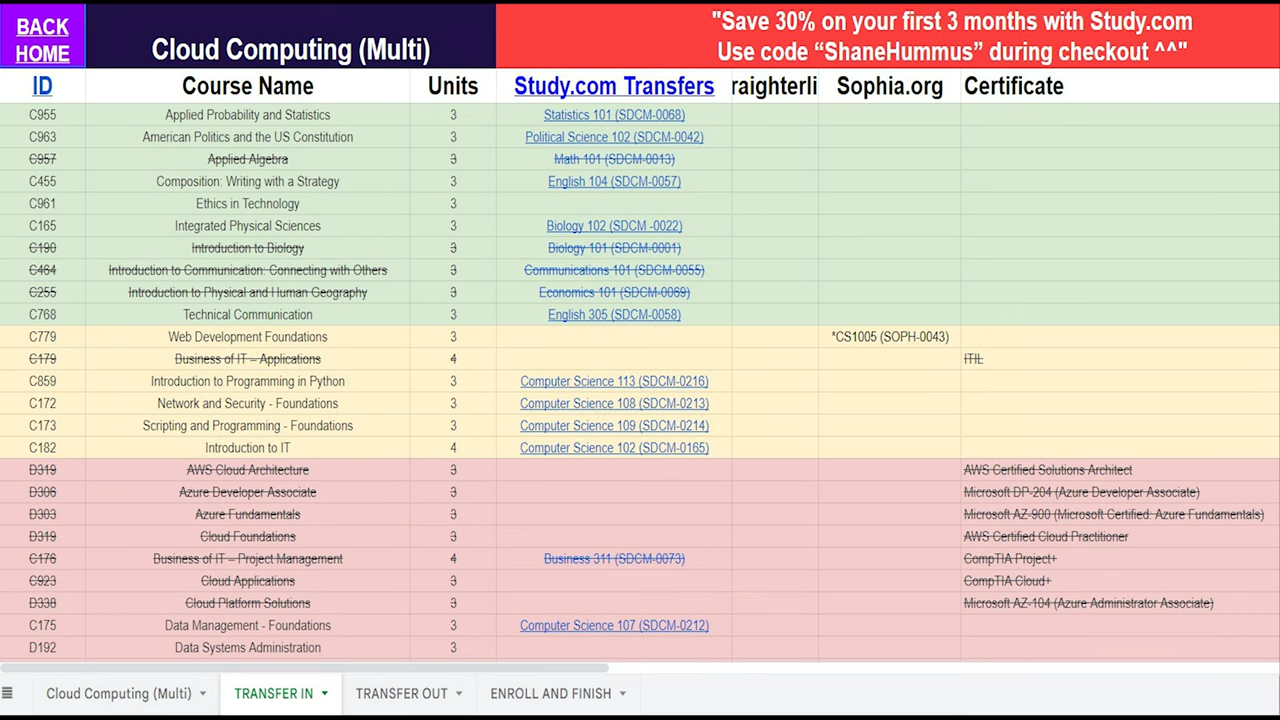 BACK HOME Cloud Computing (Multi) "Save 30% on your first 3 months with Study.com
Use code “ShaneHummus” during checkout ^^"
ID Course Name Units Study.com Transfers raighterli Sophia.org Certificate
C955 Applied Probability and Statistics 3 Statistics 101 (SDCM-0068)
C963 American Politics and the US Constitution 3 Political Science 102 (SDCM-0042)
C957 Applied Algebra 3 Math 101 (SDCM-0013)
C455 Composition: Writing with a Strategy 3 English 104 (SDCM-0057)
C961 Ethics in Technology 3
C165 Integrated Physical Sciences 3 Biology 102 (SDCM -0022)
C190 Introduction to Biology 3 Biology 101 (SDCM-0001)
C464 Introduction to Communication: Connecting with Others 3 Communications 101 (SDCM-0055)
C255 Introduction to Physical and Human Geography 3 Economics 101 (SDCM-0069)
C768 Technical Communication 3 English 305 (SDCM-0058)
C779 Web Development Foundations 3 *CS1005 (SOPH-0043)
C179 Business of IT – Applications 4 ITIL
C859 Introduction to Programming in Python 3 Computer Science 113 (SDCM-0216)
C172 Network and Security - Foundations 3 Computer Science 108 (SDCM-0213)
C173 Scripting and Programming - Foundations 3 Computer Science 109 (SDCM-0214)
C182 Introduction to IT 4 Computer Science 102 (SDCM-0165)
D319 AWS Cloud Architecture 3 AWS Certified Solutions Architect
D306 Azure Developer Associate 3 Microsoft DP-204 (Azure Developer Associate)
D303 Azure Fundamentals 3 Microsoft AZ-900 (Microsoft Certified: Azure Fundamentals)
D319 Cloud Foundations 3 AWS Certified Cloud Practitioner
C176 Business of IT – Project Management 4 Business 311 (SDCM-0073) CompTIA Project+
C923 Cloud Applications 3 CompTIA Cloud+
D338 Cloud Platform Solutions 3 Microsoft AZ-104 (Azure Administrator Associate)
C175 Data Management - Foundations 3 Computer Science 107 (SDCM-0212)
D192 Data Systems Administration 3
Cloud Computing (Multi) TRANSFER IN TRANSFER OUT ENROLL AND FINISH